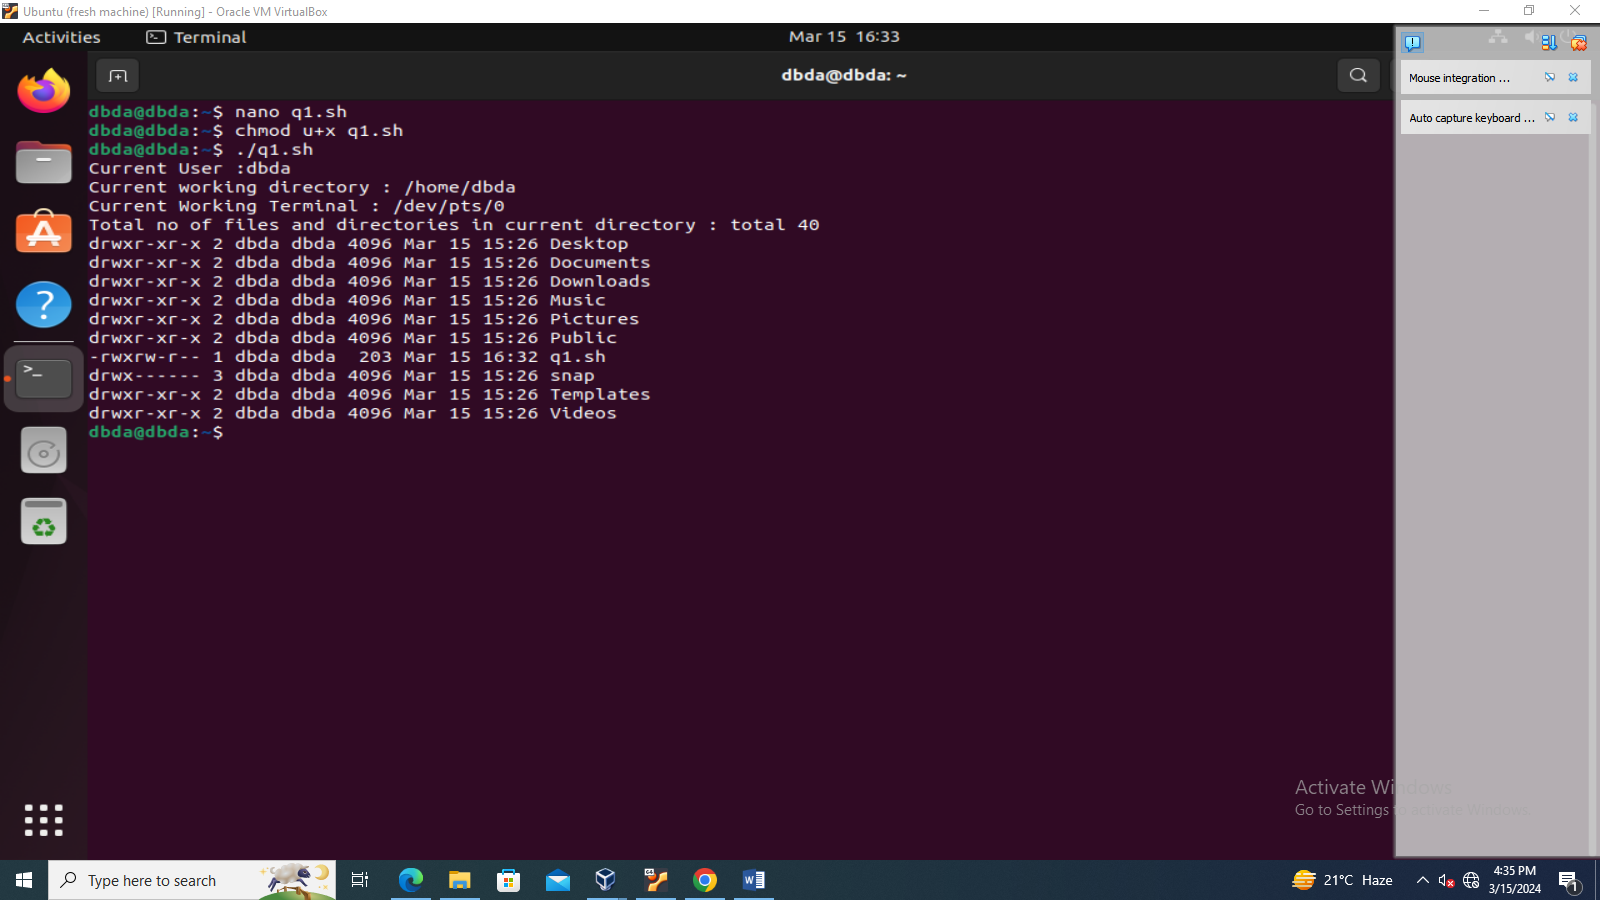 Ubuntu (fresh machine) [Running] - Oracle VM VirtualBox
Activities
Terminal
Mar 15 16:33
dbda@dbda: ~
Mouse integration ...
Auto capture keyboard ...
dbda@dbda:~$ nano q1.sh
dbda@dbda:~$ chmod u+x q1.sh
dbda@dbda:~$ ./q1.sh
Current User :dbda
Current working directory : /home/dbda
Current Working Terminal : /dev/pts/0
Total no of files and directories in current directory : total 40
drwxr-xr-x 2 dbda dbda 4096 Mar 15 15:26 Desktop
drwxr-xr-x 2 dbda dbda 4096 Mar 15 15:26 Documents
drwxr-xr-x 2 dbda dbda 4096 Mar 15 15:26 Downloads
drwxr-xr-x 2 dbda dbda 4096 Mar 15 15:26 Music
drwxr-xr-x 2 dbda dbda 4096 Mar 15 15:26 Pictures
drwxr-xr-x 2 dbda dbda 4096 Mar 15 15:26 Public
-rwxrw-r-- 1 dbda dbda  203 Mar 15 16:32 q1.sh
drwx------ 3 dbda dbda 4096 Mar 15 15:26 snap
drwxr-xr-x 2 dbda dbda 4096 Mar 15 15:26 Templates
drwxr-xr-x 2 dbda dbda 4096 Mar 15 15:26 Videos
dbda@dbda:~$
Activate Windows
Go to Settings to activate Windows.
Type here to search
21°C Haze
4:35 PM
3/15/2024
1